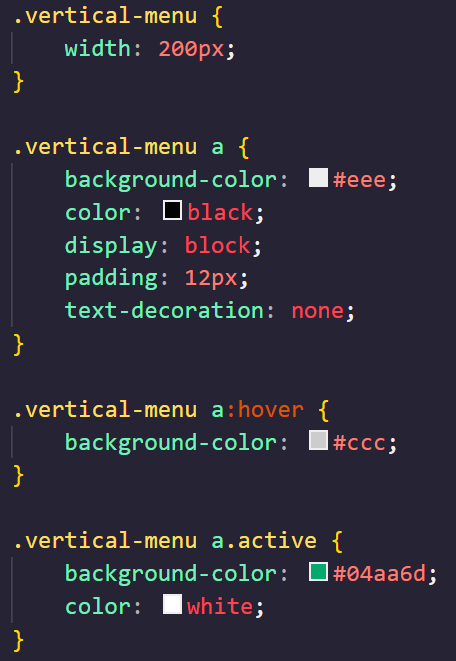 .vertical-menu {
    width: 200px;
}

.vertical-menu a {
    background-color: #eee;
    color: black;
    display: block;
    padding: 12px;
    text-decoration: none;
}

.vertical-menu a:hover {
    background-color: #ccc;
}

.vertical-menu a.active {
    background-color: #04aa6d;
    color: white;
}